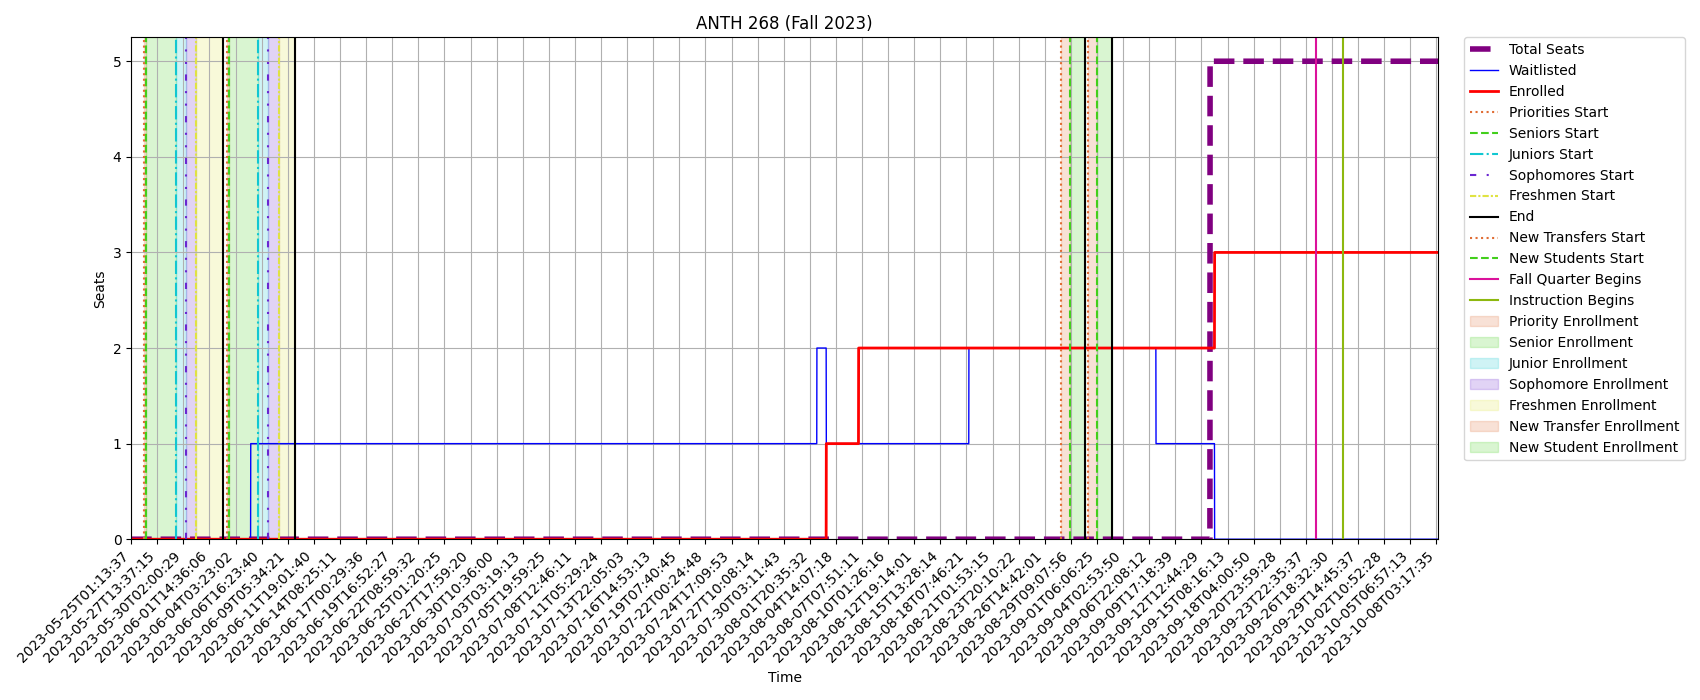 ANTH 268 (Fall 2023)
Seats
5
4
3
2
1
0
2023-05-25T01:13:37
2023-05-27T13:37:15
2023-05-30T02:00:29
2023-06-01T14:36:06
2023-06-04T03:23:02
2023-06-06T16:23:40
2023-06-09T05:34:21
2023-06-11T19:01:40
2023-06-14T08:25:11
2023-06-17T00:29:36
2023-06-19T16:52:27
2023-06-22T08:59:32
2023-06-25T01:20:25
2023-06-27T17:59:20
2023-06-30T10:36:00
2023-07-03T03:19:13
2023-07-05T19:59:25
2023-07-08T12:46:11
2023-07-11T05:29:24
2023-07-13T22:05:03
2023-07-16T14:53:13
2023-07-19T07:40:45
2023-07-22T00:24:48
2023-07-24T17:09:53
2023-07-27T10:08:14
2023-07-30T03:11:43
2023-08-01T20:35:32
2023-08-04T14:07:18
2023-08-07T07:51:11
2023-08-10T01:26:16
2023-08-12T19:14:01
2023-08-15T13:28:14
2023-08-18T07:46:21
2023-08-21T01:53:15
2023-08-23T20:10:22
2023-08-26T14:42:01
2023-08-29T09:07:56
2023-09-01T06:06:25
2023-09-04T02:53:50
2023-09-06T22:08:12
2023-09-09T17:18:39
2023-09-12T12:44:29
2023-09-15T08:16:13
2023-09-18T04:00:50
2023-09-20T23:59:28
2023-09-23T22:35:37
2023-09-26T18:32:30
2023-09-29T14:45:37
2023-10-02T10:52:28
2023-10-05T06:57:13
2023-10-08T03:17:35
Time
Total Seats
Waitlisted
Enrolled
Priorities Start
Seniors Start
Juniors Start
Sophomores Start
Freshmen Start
End
New Transfers Start
New Students Start
Fall Quarter Begins
Instruction Begins
Priority Enrollment
Senior Enrollment
Junior Enrollment
Sophomore Enrollment
Freshmen Enrollment
New Transfer Enrollment
New Student Enrollment